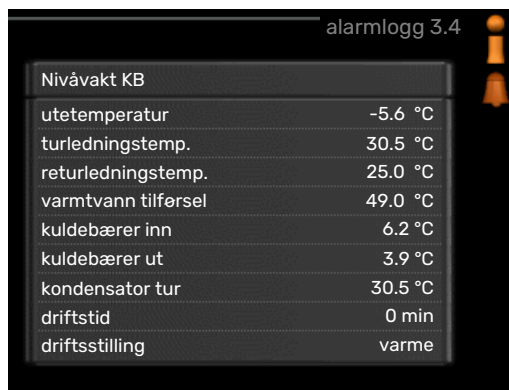 alarmlogg 3.4
Nivåvakt KB
utetemperatur -5.6 °C
turledningstemp. 30.5 °C
returledningstemp. 25.0 °C
varmtvann tilførsel 49.0 °C
kuldebærer inn 6.2 °C
kuldebærer ut 3.9 °C
kondensator tur 30.5 °C
driftstid 0 min
driftsstilling varme